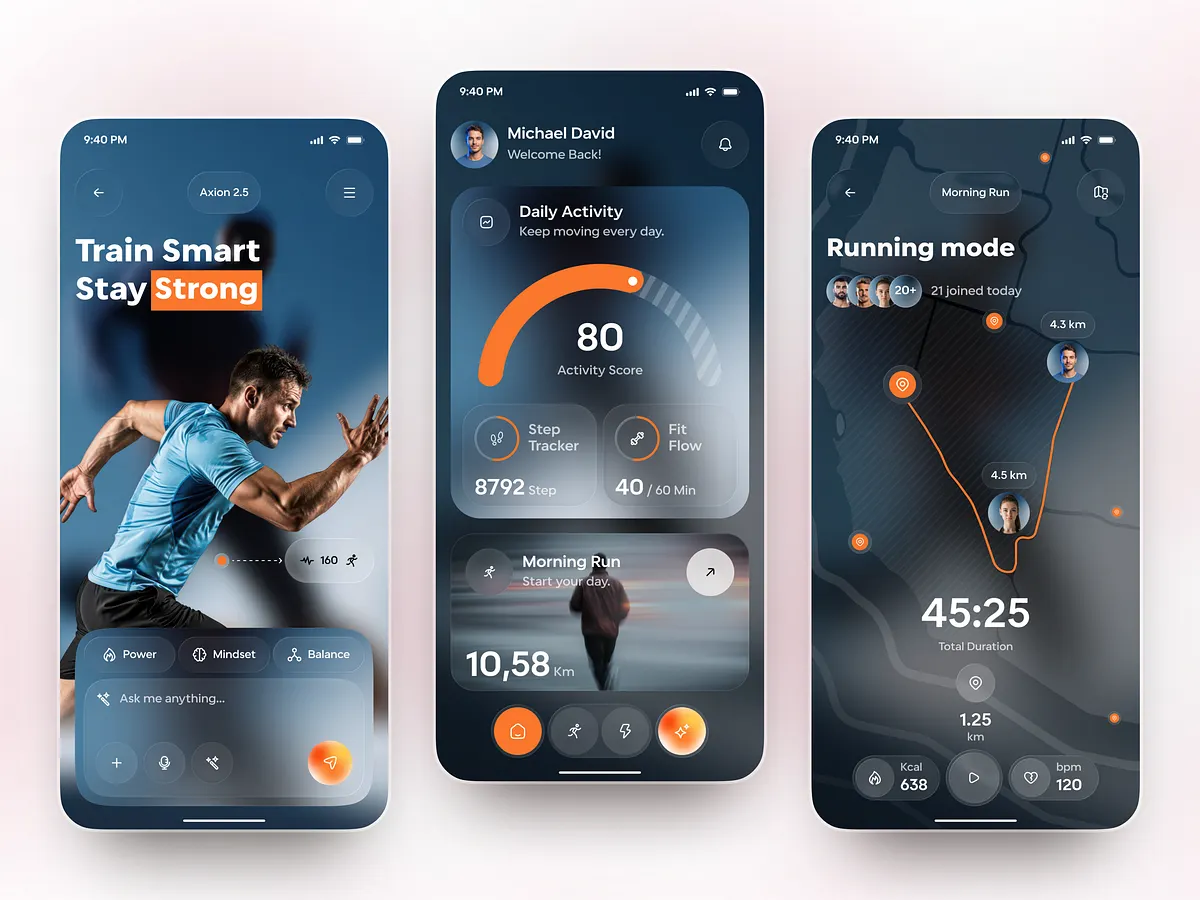 9:40 PM
Axion 2.5
Train Smart
Stay Strong
160
Power
Mindset
Balance
Ask me anything...
9:40 PM
Michael David
Welcome Back!
Daily Activity
Keep moving every day.
80
Activity Score
Step
Tracker
8792 Step
Fit
Flow
40 / 60 Min
Morning Run
Start your day.
10,58 Km
9:40 PM
Morning Run
Running mode
20+
21 joined today
4.3 km
4.5 km
45:25
Total Duration
1.25
km
Kcal
638
bpm
120